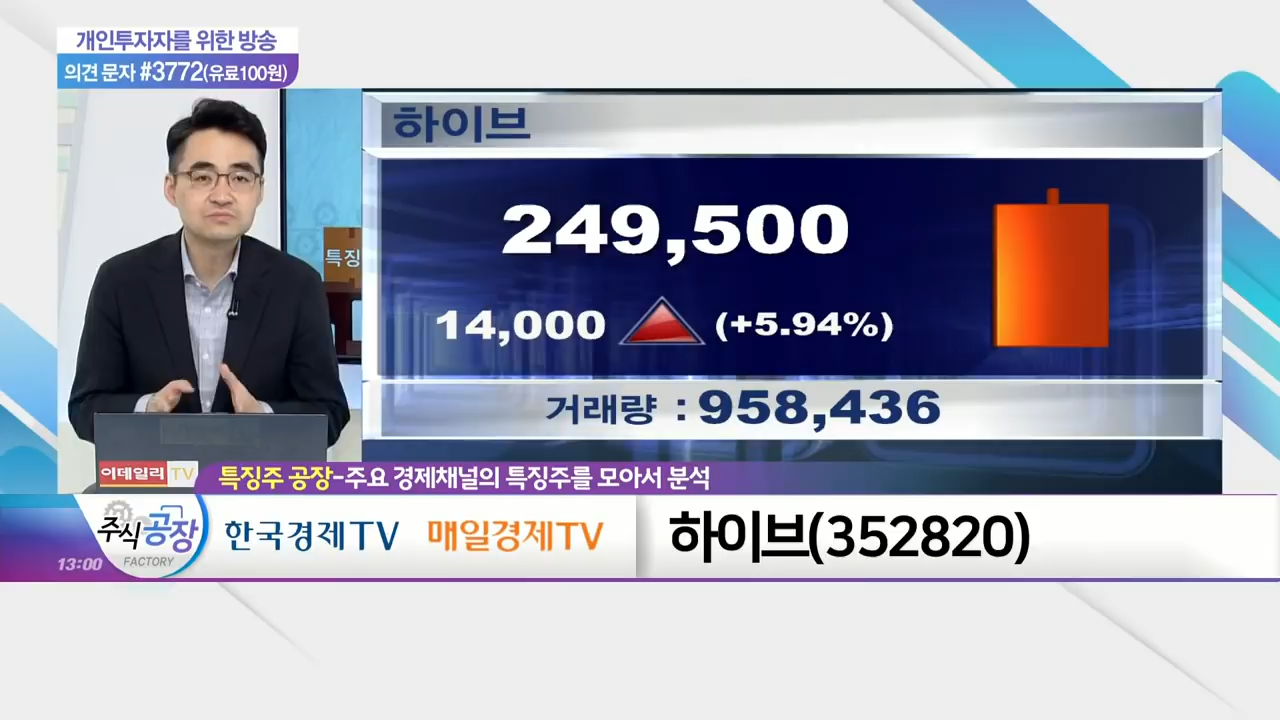 개인투자자를 위한 방송
의견 문자 #3772(유료100원)
하이브
249,500
14,000 (+5.94%)
특징
거래량 : 958,436
이데일리 TV
특징주 공장-주요 경제채널의 특징주를 모아서 분석
주식공장
FACTORY
13:00
한국경제TV 매일경제TV
하이브(352820)